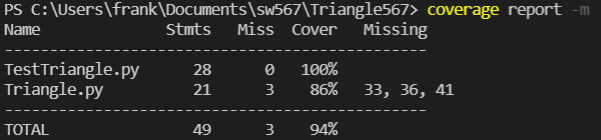 PS C:\Users\frank\Documents\sw567\Triangle567> coverage report -m
Name              Stmts   Miss  Cover   Missing
-----------------------------------------------
TestTriangle.py      28      0   100%
Triangle.py          21      3    86%   33, 36, 41
-----------------------------------------------
TOTAL                49      3    94%